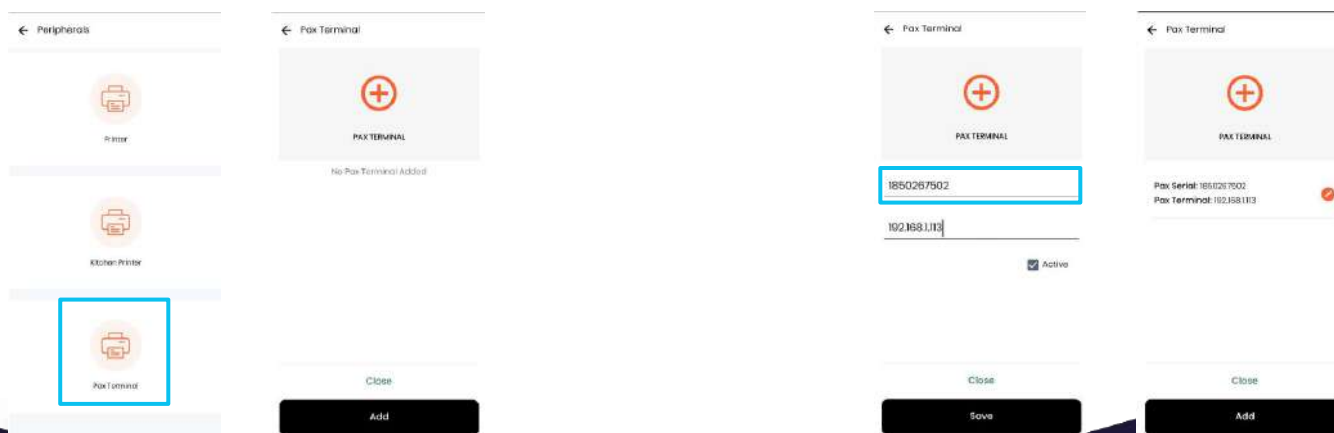 ← Peripherals
Printer
Kitchen Printer
Pax Terminal
← Pax Terminal
PAX TERMINAL
No Pax Terminal Added
Close
Add
← Pax Terminal
PAX TERMINAL
1850267502
192.168.1.113
Active
Close
Save
← Pax Terminal
PAX TERMINAL
Pax Serial: 1850267502
Pax Terminal: 192.168.1.113
Close
Add